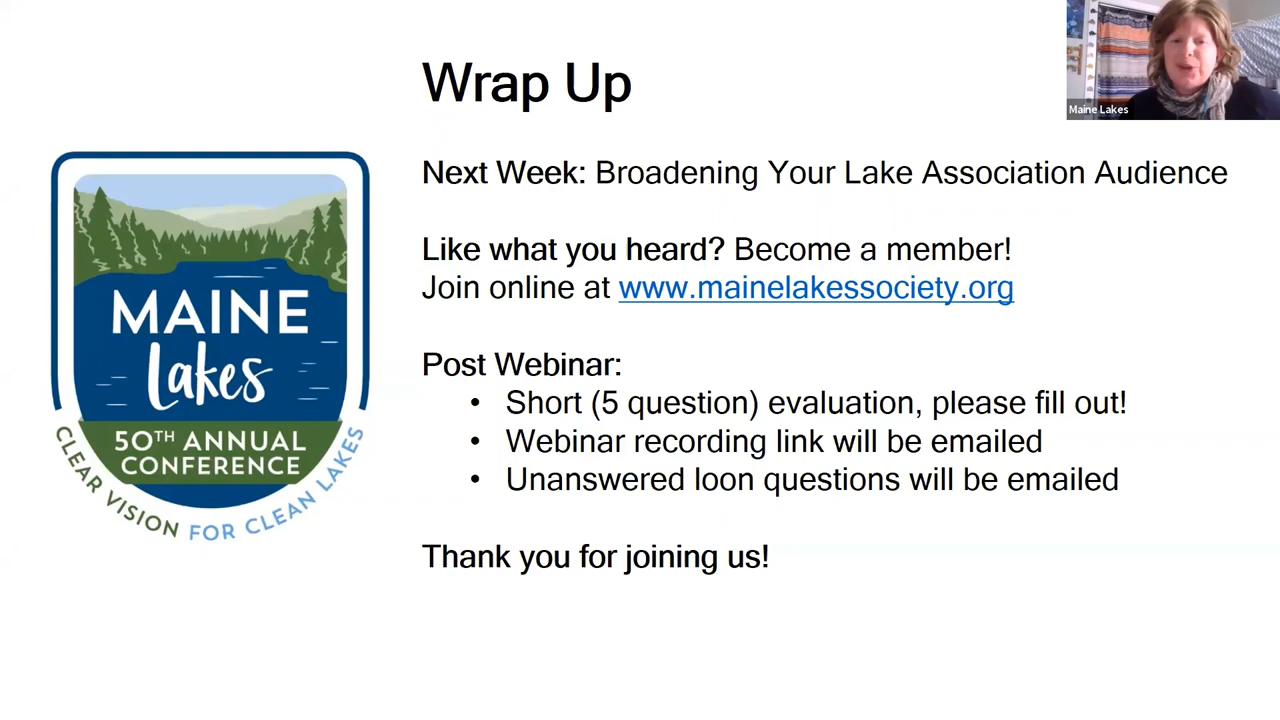 Wrap Up
Maine Lakes
Next Week: Broadening Your Lake Association Audience
Like what you heard? Become a member!
Join online at www.mainelakessociety.org
Post Webinar:
• Short (5 question) evaluation, please fill out!
• Webinar recording link will be emailed
• Unanswered loon questions will be emailed
Thank you for joining us!
MAINE
Lakes
50TH ANNUAL
CONFERENCE
CLEAR VISION FOR CLEAN LAKES